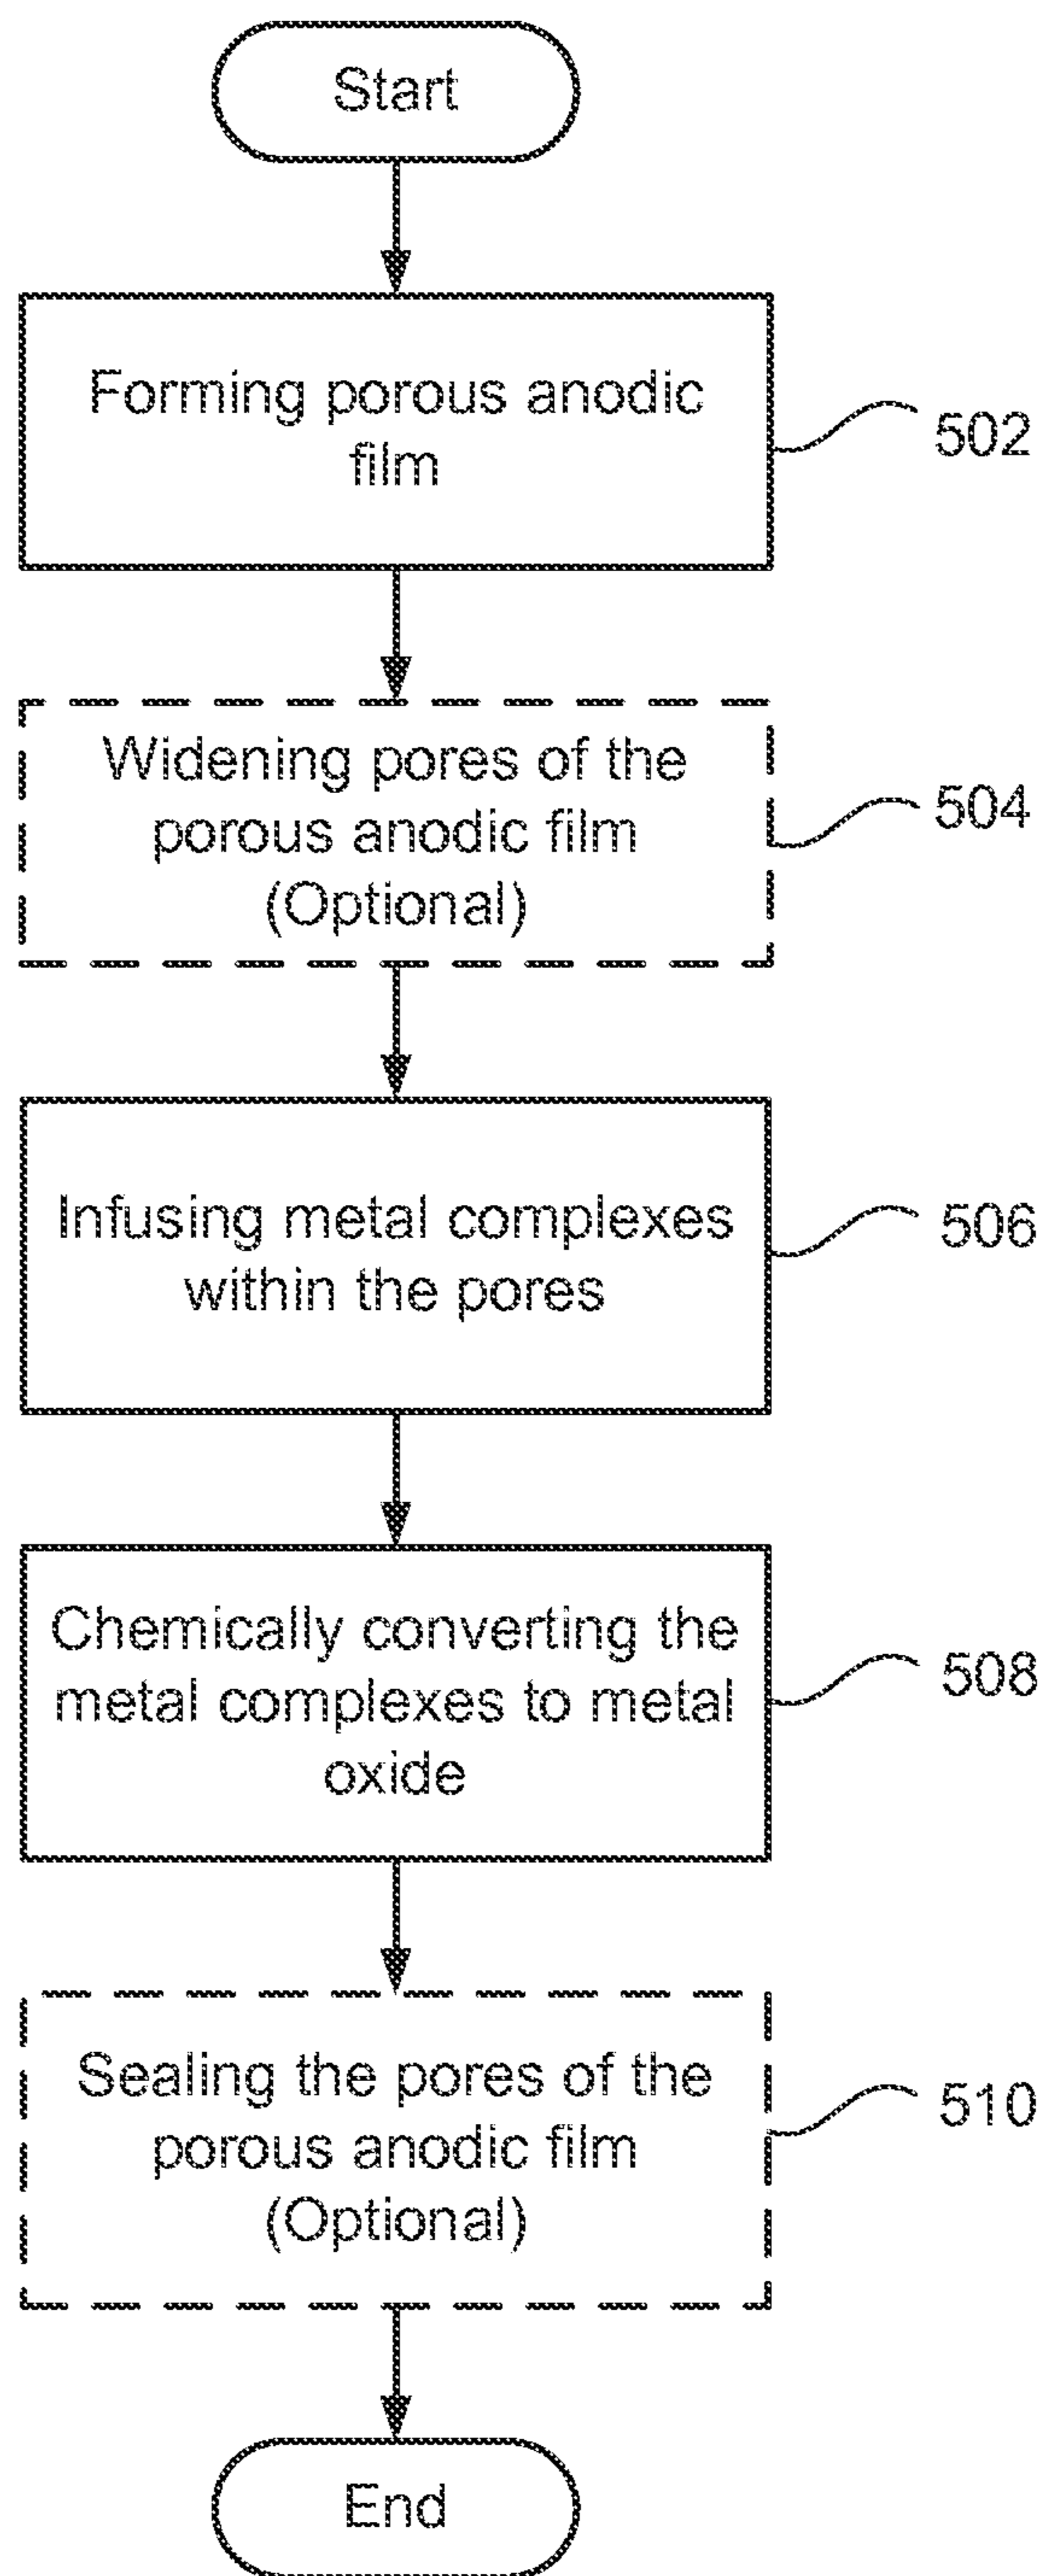 Start
Forming porous anodic
film
502
Widening pores of the
porous anodic film
(Optional)
504
Infusing metal complexes
within the pores
506
Chemically converting the
metal complexes to metal
oxide
508
Sealing the pores of the
porous anodic film
(Optional)
510
End